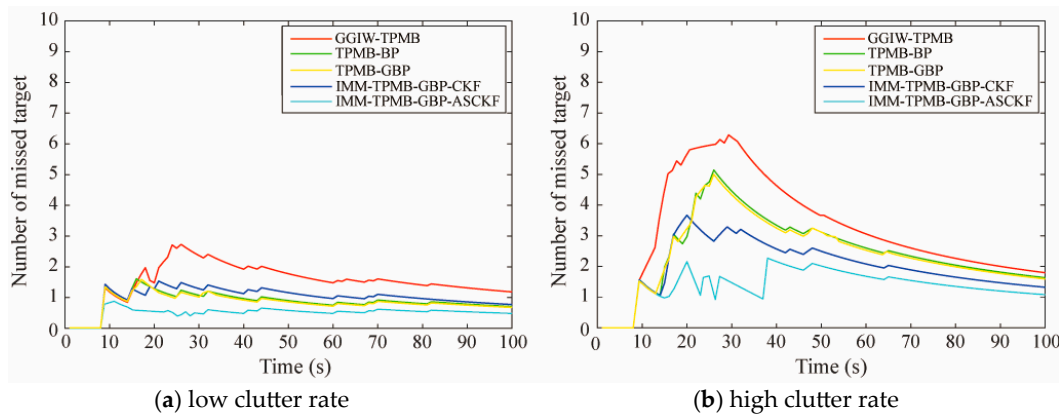 10
9
8
7
6
5
4
3
2
1
0
Number of missed target
GGIW-TPMB
TPMB-BP
TPMB-GBP
IMM-TPMB-GBP-CKF
IMM-TPMB-GBP-ASCKF
0 10 20 30 40 50 60 70 80 90 100
Time (s)
(a) low clutter rate
10
9
8
7
6
5
4
3
2
1
0
Number of missed target
GGIW-TPMB
TPMB-BP
TPMB-GBP
IMM-TPMB-GBP-CKF
IMM-TPMB-GBP-ASCKF
0 10 20 30 40 50 60 70 80 90 100
Time (s)
(b) high clutter rate